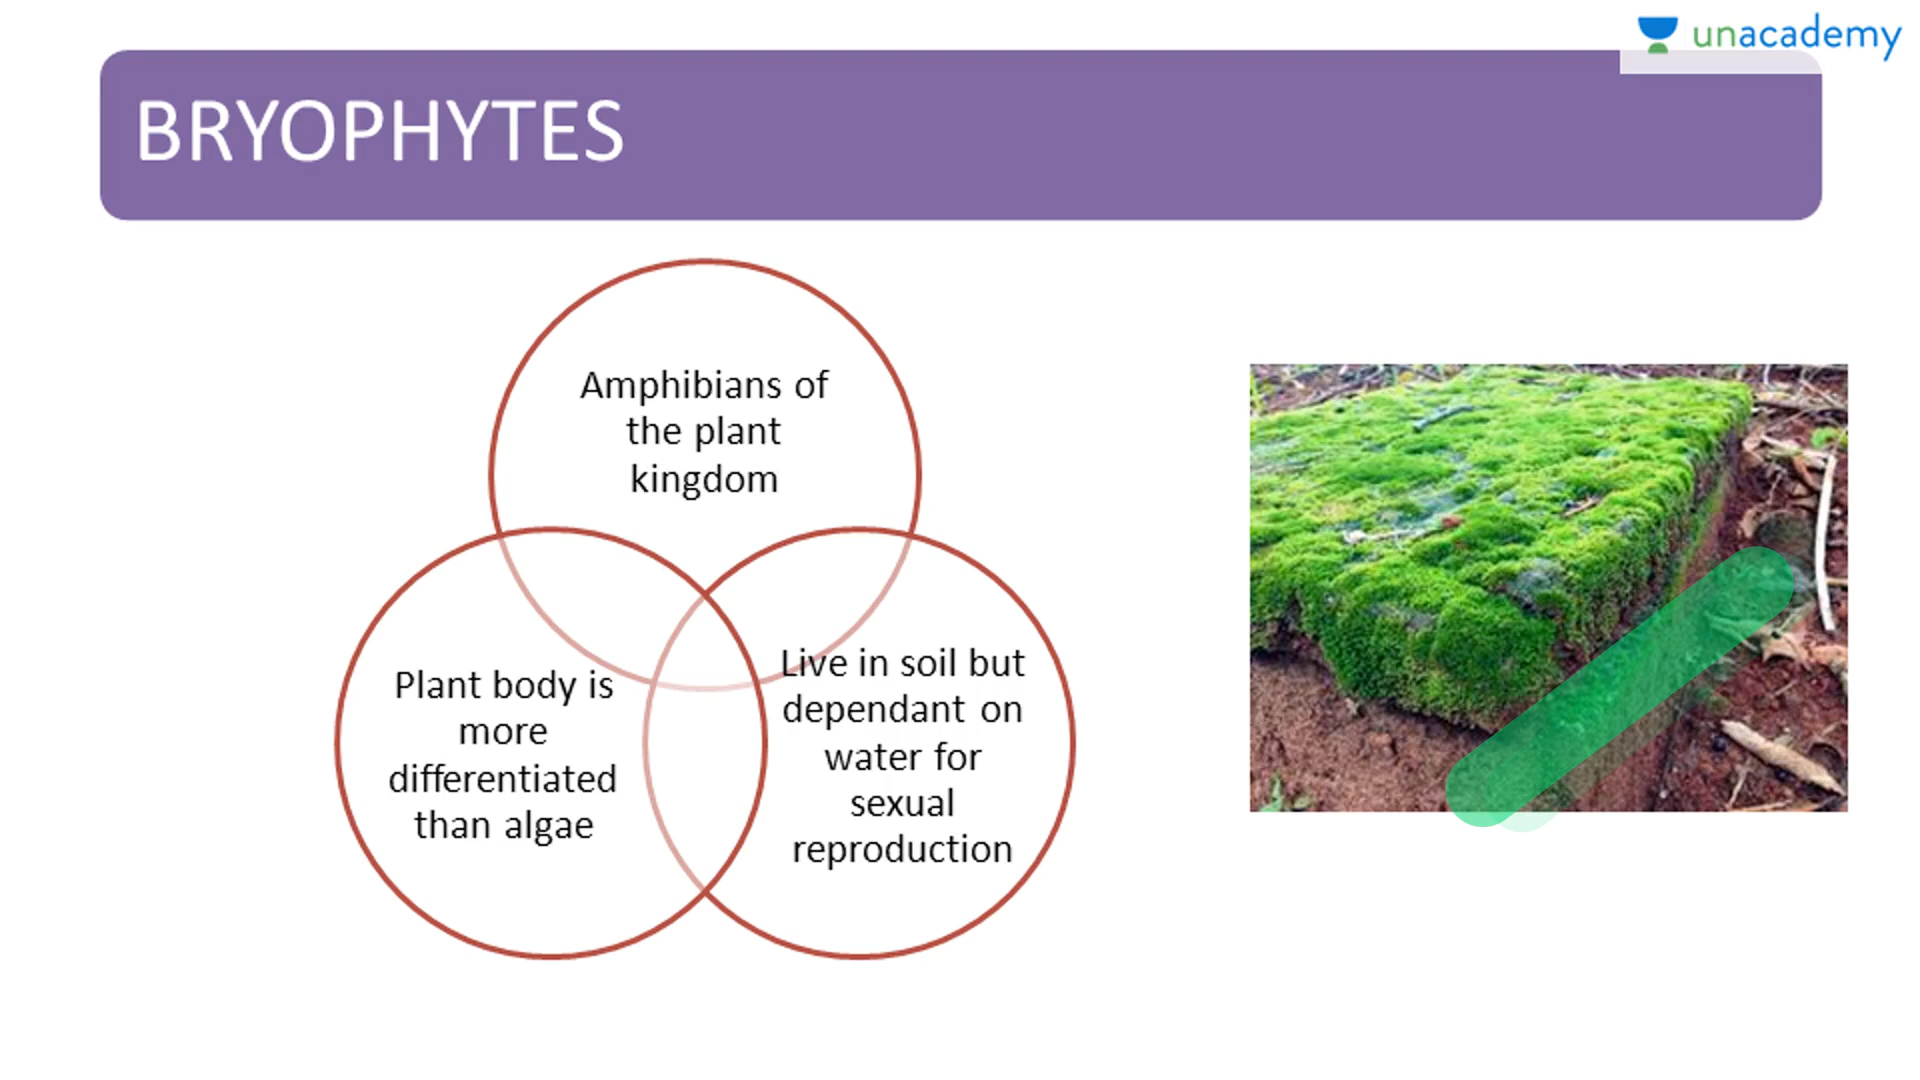 unacademy
BRYOPHYTES
Amphibians of
the plant
kingdom
Plant body is
more
differentiated
than algae
Live in soil but
dependant on
water for
sexual
reproduction